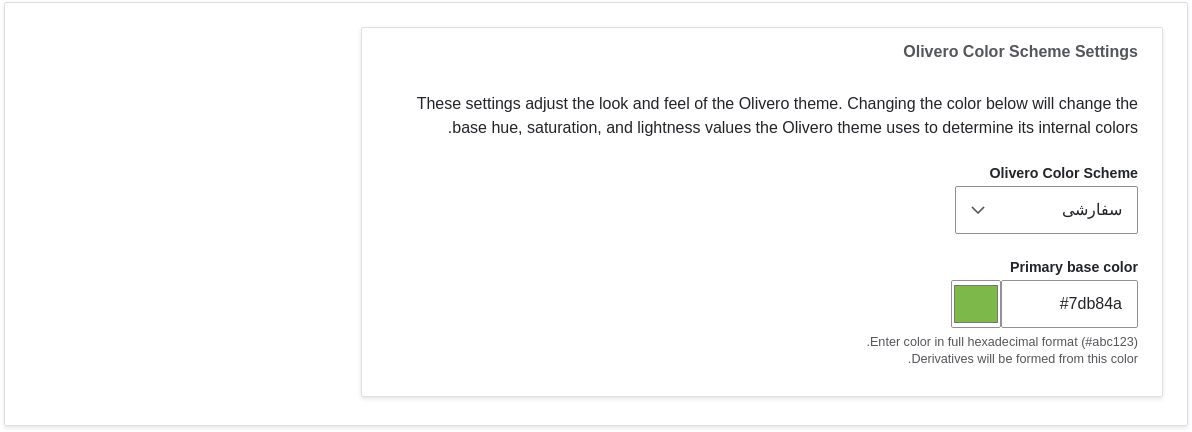 Olivero Color Scheme Settings
These settings adjust the look and feel of the Olivero theme. Changing the color below will change the
base hue, saturation, and lightness values the Olivero theme uses to determine its internal colors.
Olivero Color Scheme
سفارشی
Primary base color
#7db84a
Enter color in full hexadecimal format (#abc123).
Derivatives will be formed from this color.